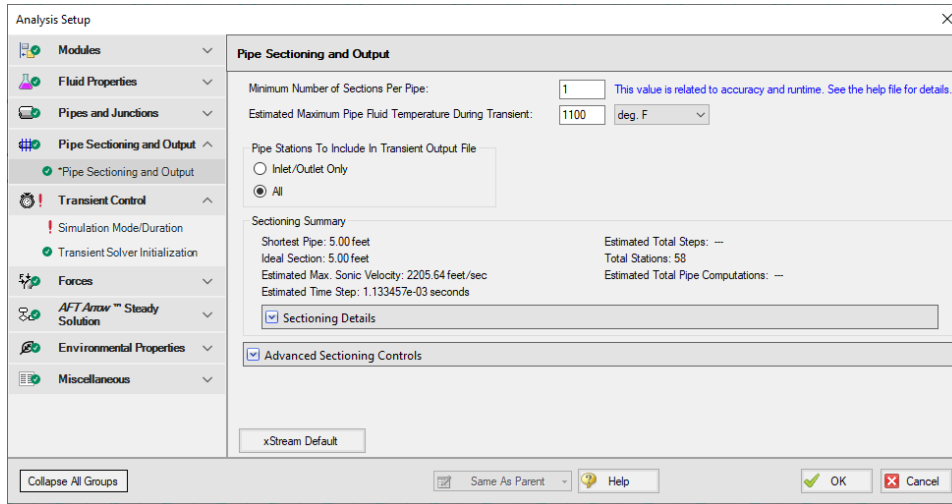 Analysis Setup
Modules
Fluid Properties
Pipes and Junctions
Pipe Sectioning and Output
*Pipe Sectioning and Output
Transient Control
Simulation Mode/Duration
Transient Solver Initialization
Forces
AFT Arrow™ Steady
Solution
Environmental Properties
Miscellaneous
Pipe Sectioning and Output
Minimum Number of Sections Per Pipe: 1 This value is related to accuracy and runtime. See the help file for details.
Estimated Maximum Pipe Fluid Temperature During Transient: 1100 deg. F
Pipe Stations To Include In Transient Output File
Inlet/Outlet Only
All
Sectioning Summary
Shortest Pipe: 5.00 feet
Ideal Section: 5.00 feet
Estimated Max. Sonic Velocity: 2205.64 feet/sec
Estimated Time Step: 1.133457e-03 seconds
Estimated Total Steps: ---
Total Stations: 58
Estimated Total Pipe Computations: ---
Sectioning Details
Advanced Sectioning Controls
xStream Default
Collapse All Groups
Same As Parent
Help
OK
Cancel